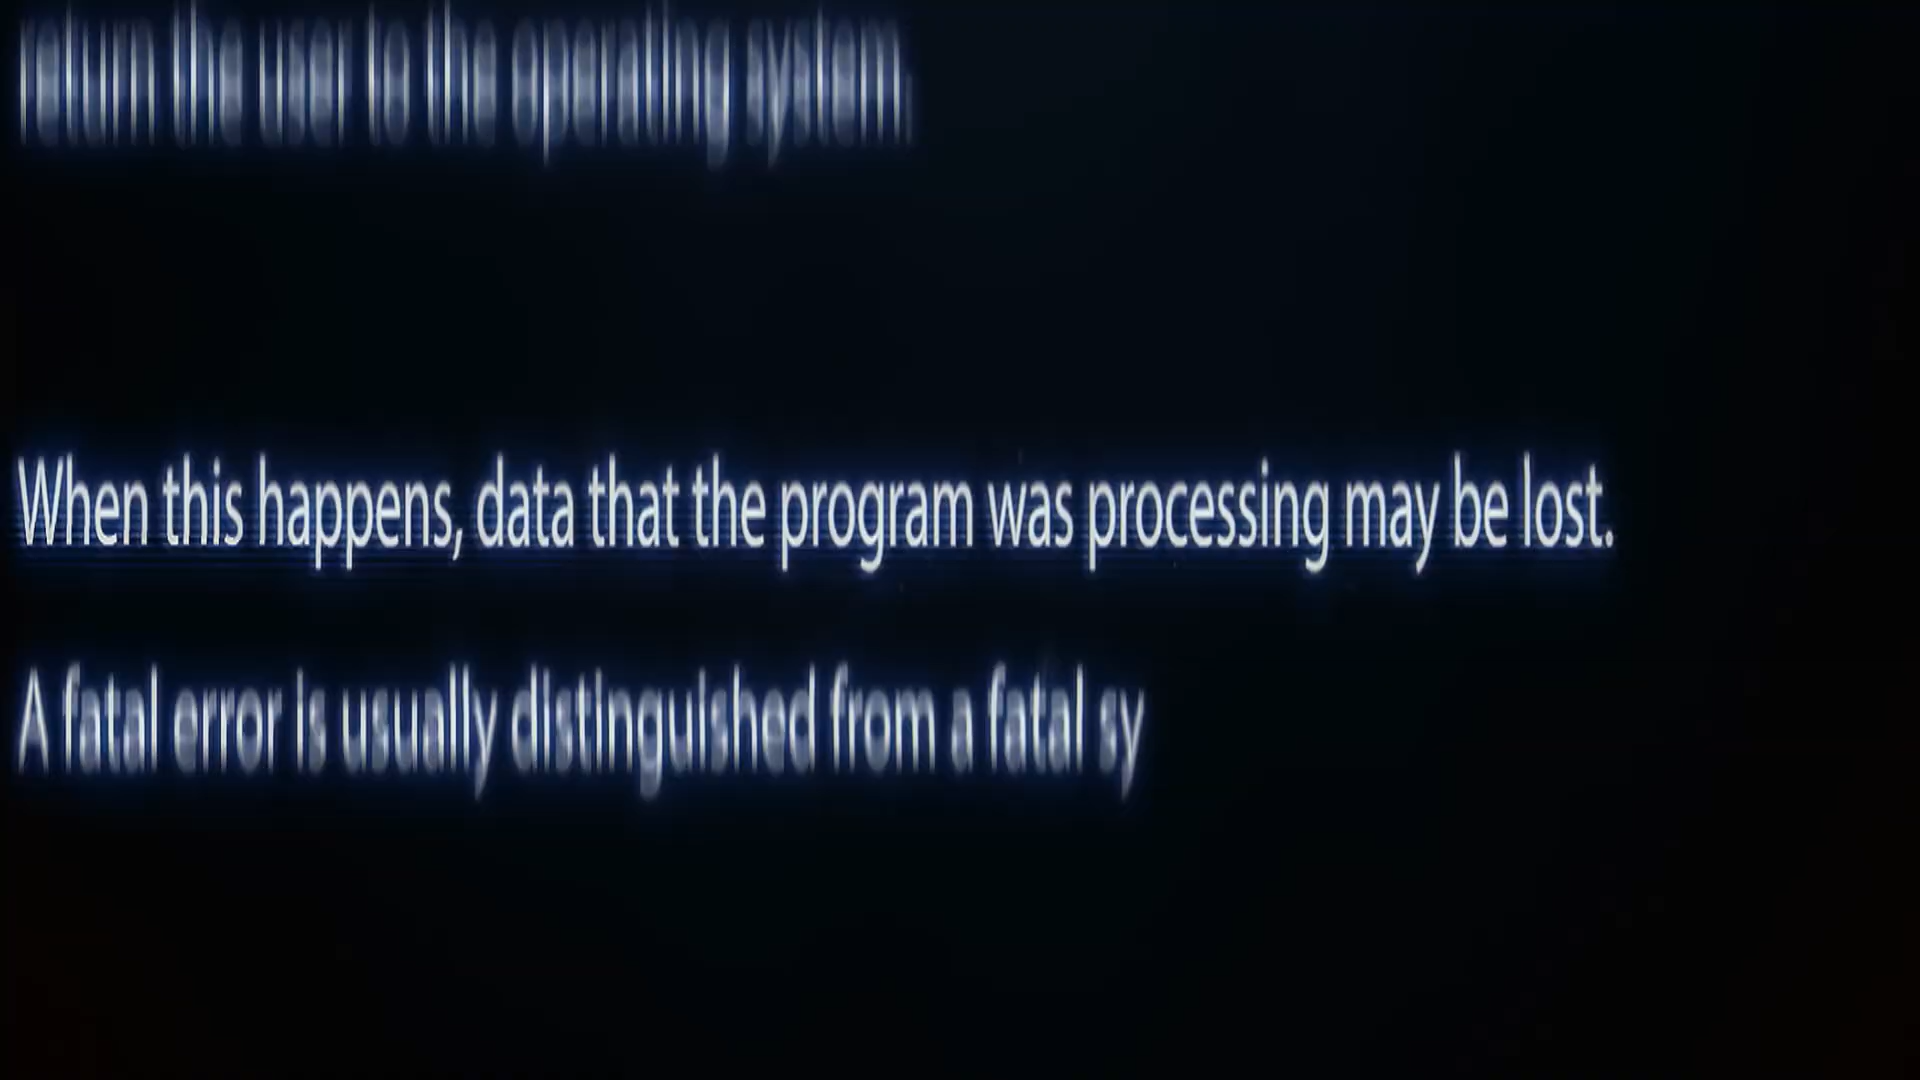 return the user to the operating system.
When this happens, data that the program was processing may be lost.
A fatal error is usually distinguished from a fatal sy